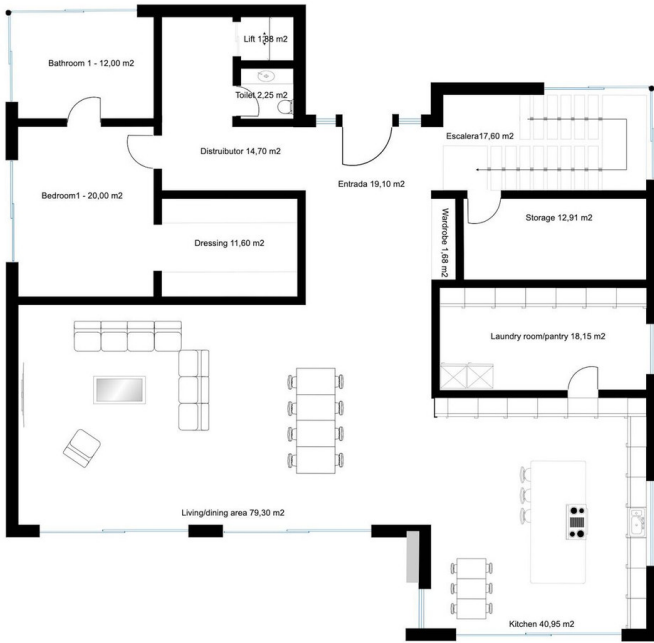 Lift 1,88 m2
Bathroom 1 - 12,00 m2
Toilet 2,25 m2
Escalera17,60 m2
Distruibutor 14,70 m2
Entrada 19,10 m2
Bedroom1 - 20,00 m2
Storage 12,91 m2
Dressing 11,60 m2
Wardrobe 1,68 m2
Laundry room/pantry 18,15 m2
Living/dining area 79,30 m2
Kitchen 40,95 m2